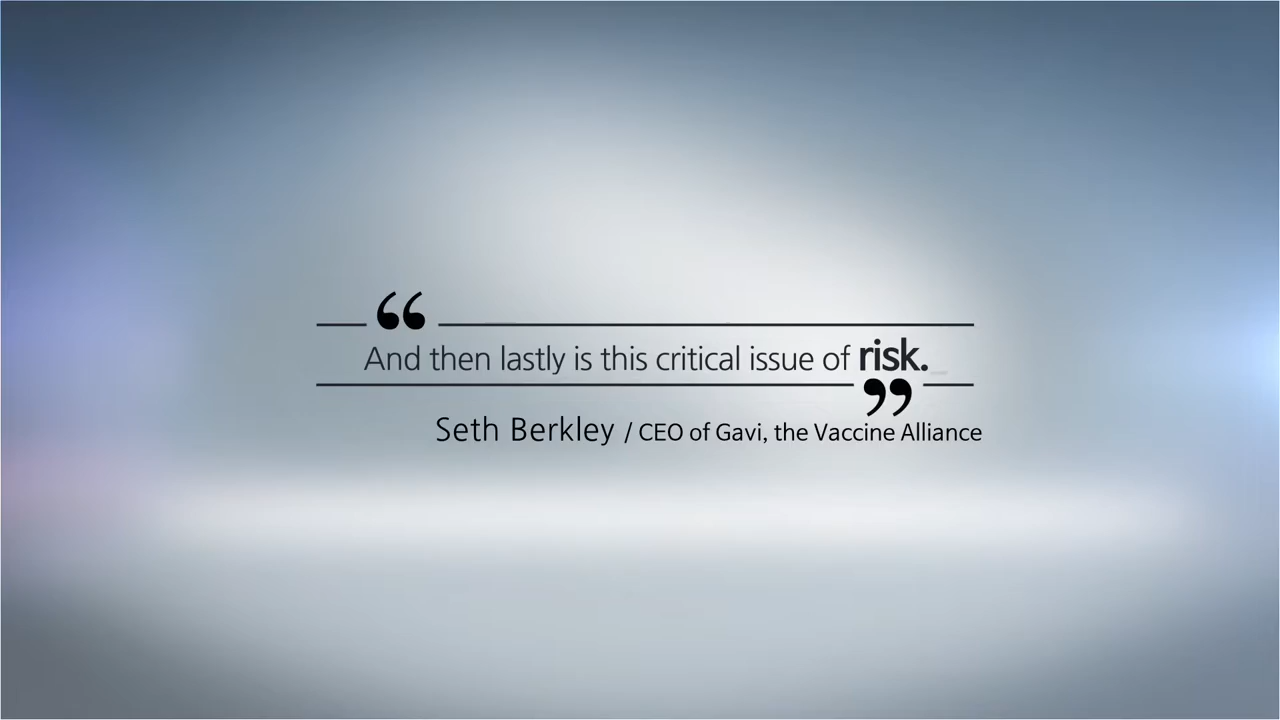 “
And then lastly is this critical issue of risk.
”
Seth Berkley / CEO of Gavi, the Vaccine Alliance